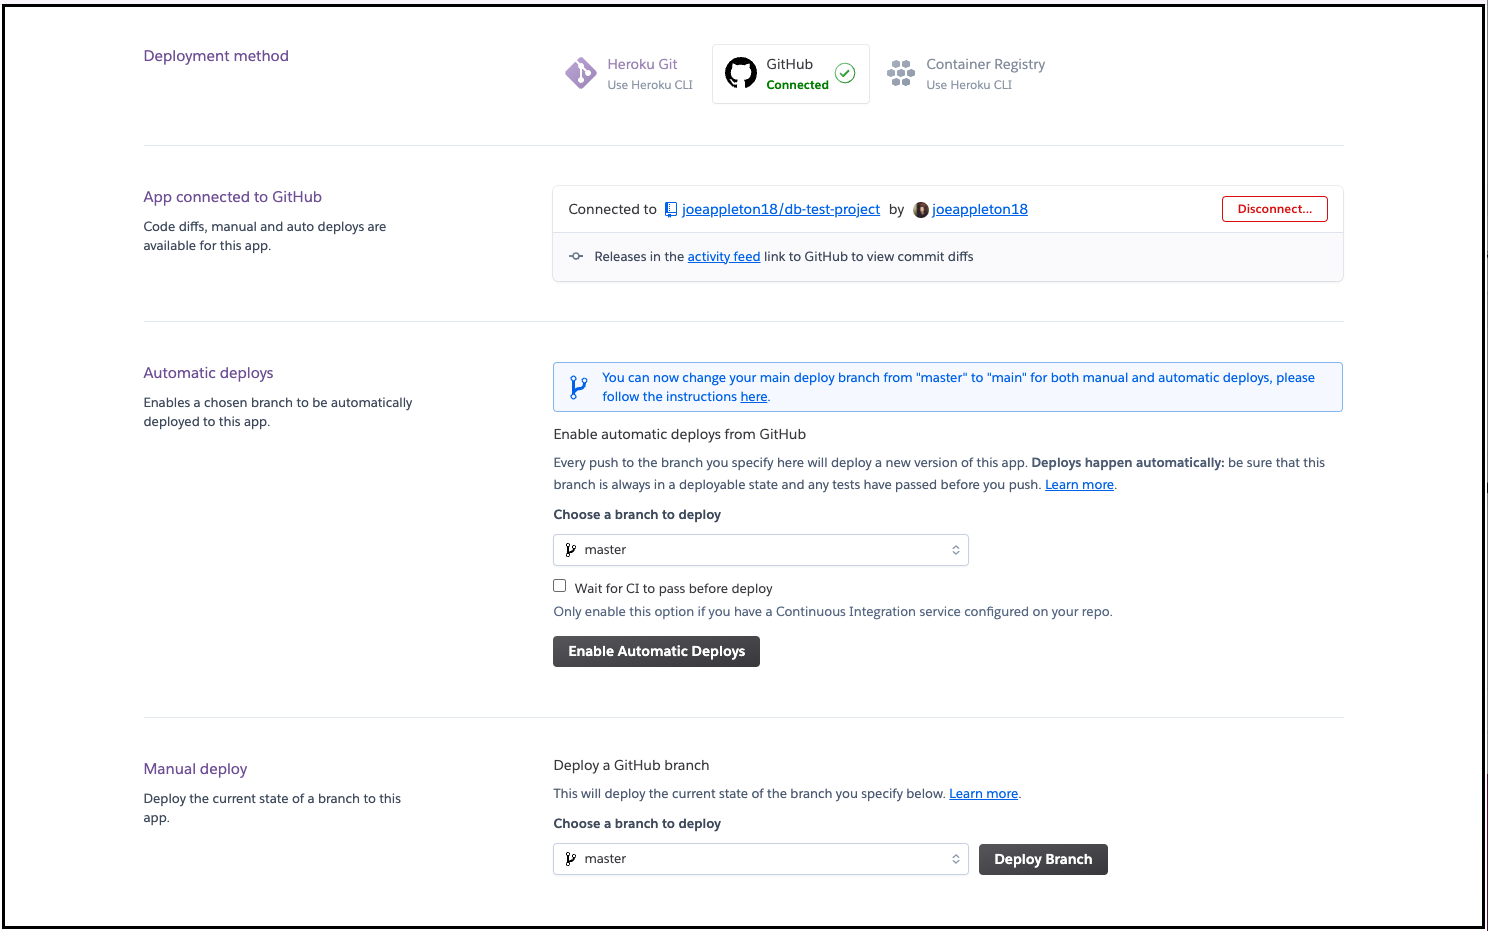 Deployment method
Heroku Git
Use Heroku CLI
GitHub
Connected
Container Registry
Use Heroku CLI
App connected to GitHub
Code diffs, manual and auto deploys are
available for this app.
Connected to joeappleton18/db-test-project by joeappleton18
Disconnect...
Releases in the activity feed link to GitHub to view commit diffs
Automatic deploys
Enables a chosen branch to be automatically
deployed to this app.
You can now change your main deploy branch from "master" to "main" for both manual and automatic deploys, please
follow the instructions here.
Enable automatic deploys from GitHub
Every push to the branch you specify here will deploy a new version of this app. Deploys happen automatically: be sure that this
branch is always in a deployable state and any tests have passed before you push. Learn more.
Choose a branch to deploy
master
Wait for CI to pass before deploy
Only enable this option if you have a Continuous Integration service configured on your repo.
Enable Automatic Deploys
Manual deploy
Deploy the current state of a branch to this
app.
Deploy a GitHub branch
This will deploy the current state of the branch you specify below. Learn more.
Choose a branch to deploy
master
Deploy Branch